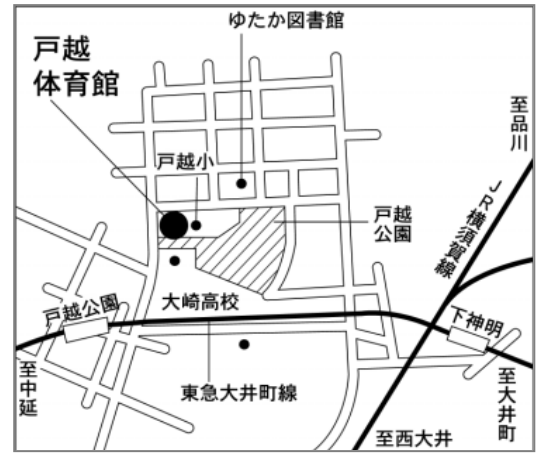 ゆたか図書館
戸越
体育館
至品川
戸越小
JR横須賀線
戸越
公園
大崎高校
戸越公園
下神明
至中延
東急大井町線
至大井町
至西大井